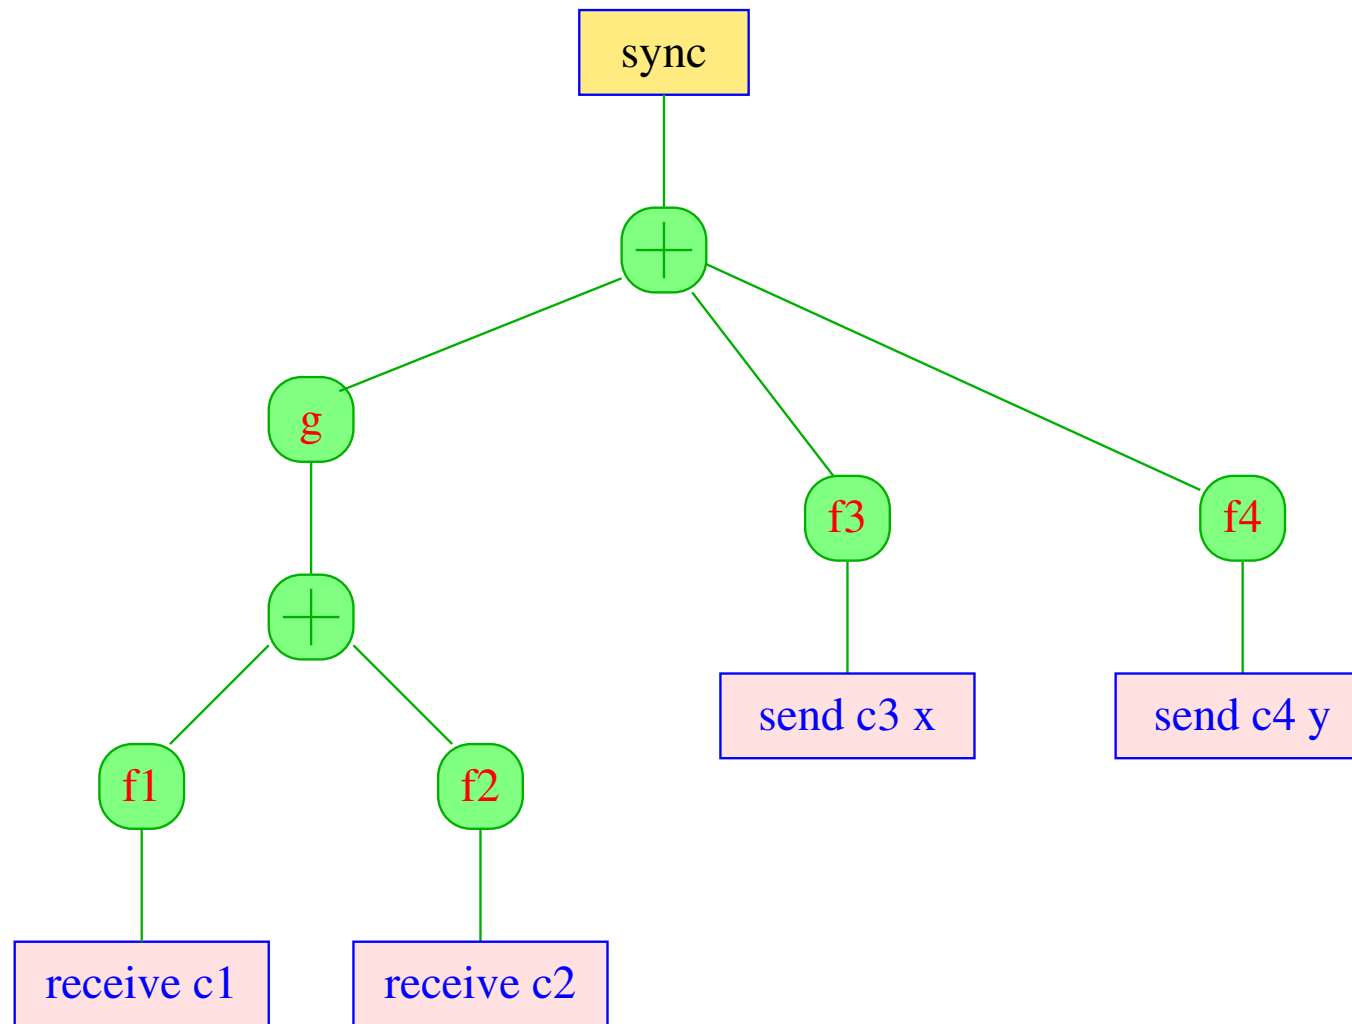 sync
g
f3
f4
send c3 x
send c4 y
f1
f2
receive c1
receive c2